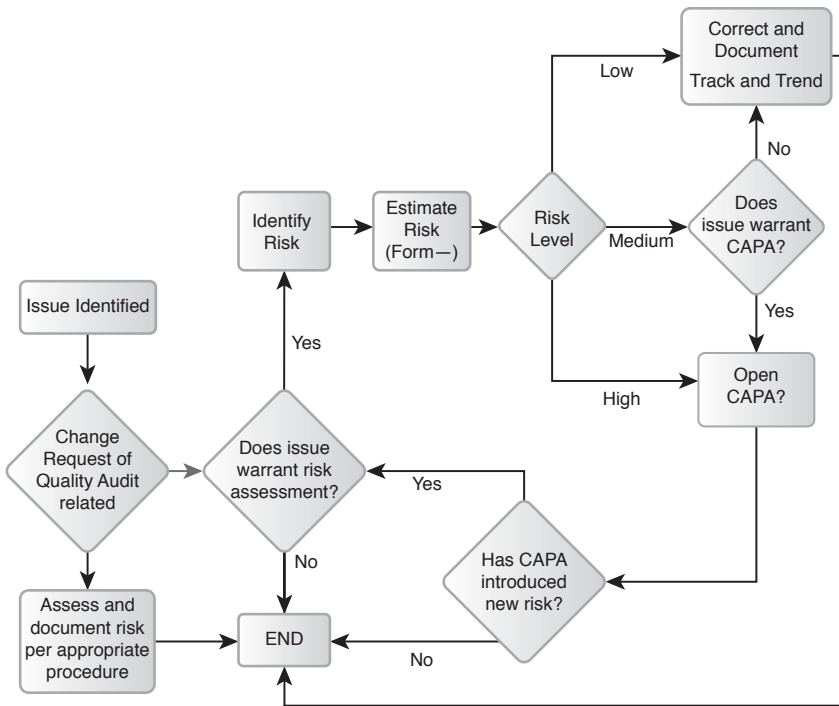 Correct and
Document
Track and Trend
Low
No
Identify
Risk
Estimate
Risk
(Form—)
Risk
Level
Medium
Does
issue warrant
CAPA?
Issue Identified
Yes
Yes
High
Open
CAPA?
Change
Request of
Quality Audit
related
Does issue
warrant risk
assessment?
Yes
No
Has CAPA
introduced
new risk?
Assess and
document risk
per appropriate
procedure
END
No